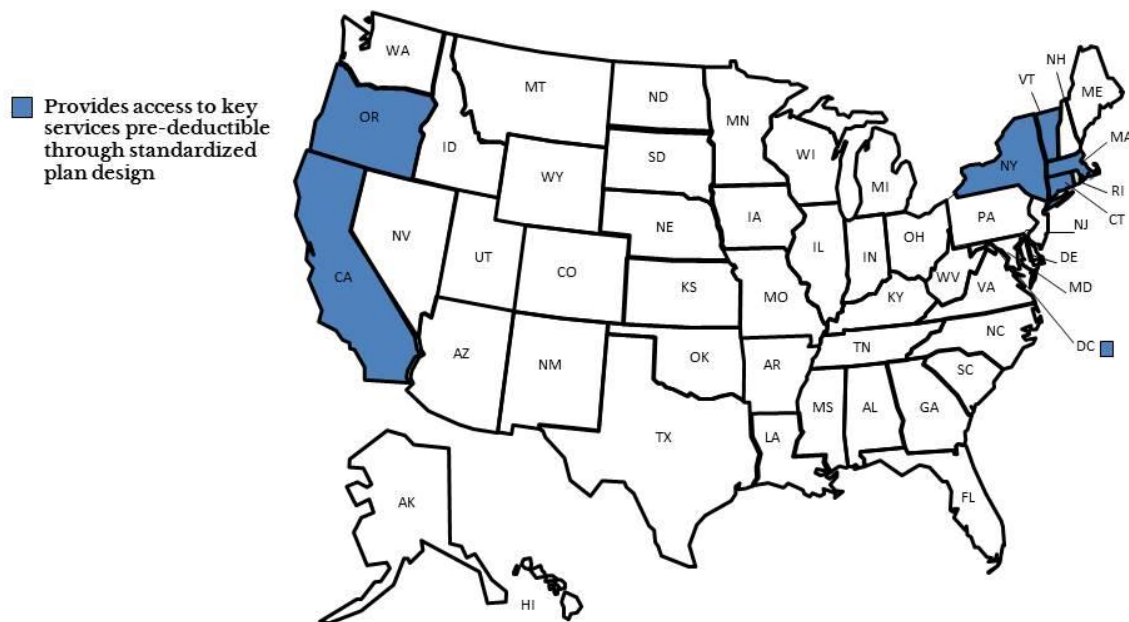 Provides access to key
services pre-deductible
through standardized
plan design
WA
OR
CA
ID
NV
MT
WY
UT
AZ
CO
NM
ND
SD
NE
KS
OK
TX
MN
IA
MO
AR
LA
WI
IL
MI
IN
OH
KY
TN
MS
AL
GA
FL
SC
NC
VA
WV
PA
NY
VT
NH
ME
MA
RI
CT
NJ
DE
MD
DC
AK
HI